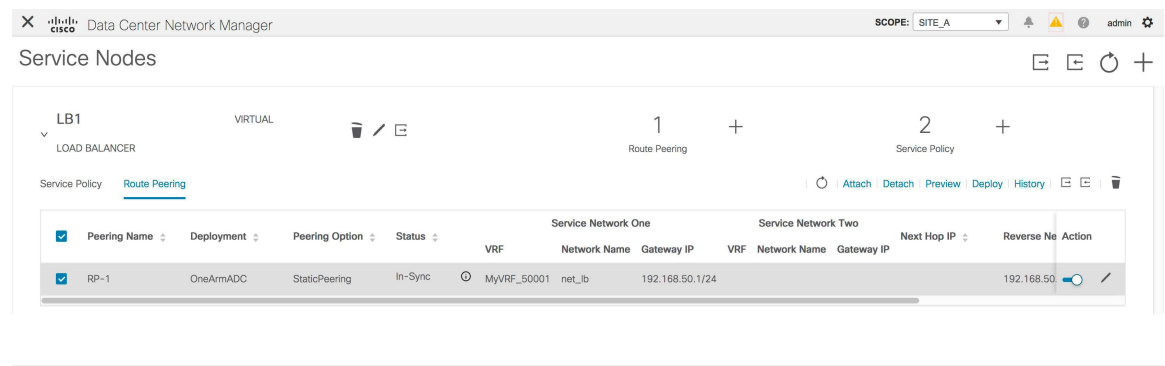 CISCO Data Center Network Manager SCOPE: SITE_A admin
Service Nodes
LB1 VIRTUAL 1 2
LOAD BALANCER Route Peering Service Policy
Service Policy Route Peering Attach Detach Preview Deploy History
Service Network One Service Network Two
Peering Name Deployment Peering Option Status Next Hop IP Reverse Ne Action
VRF Network Name Gateway IP VRF Network Name Gateway IP
RP-1 OneArmADC StaticPeering In-Sync MyVRF_50001 net_lb 192.168.50.1/24 192.168.50